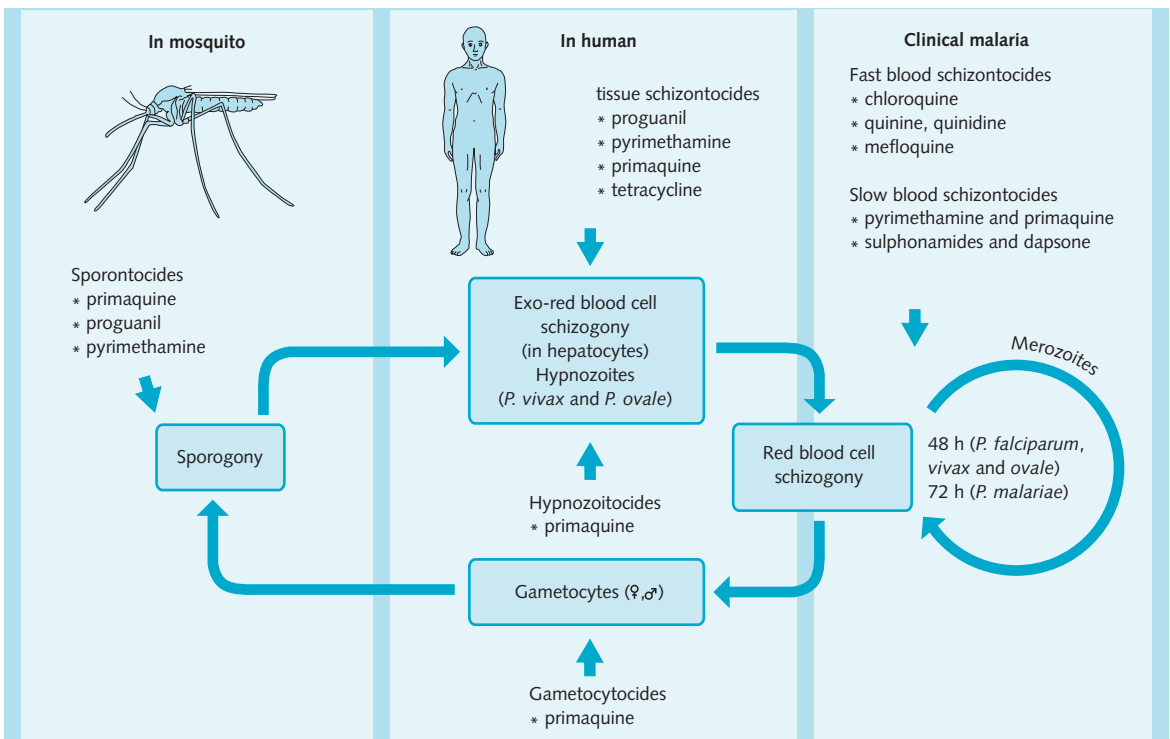 In mosquito
Sporontocides
* primaquine
* proguanil
* pyrimethamine
Sporogony
In human
tissue schizontocides
* proguanil
* pyrimethamine
* primaquine
* tetracycline
Exo-red blood cell
schizogony
(in hepatocytes)
Hypnozoites
(P. vivax and P. ovale)
Hypnozoitocides
* primaquine
Gametocytes (♀,♂)
Gametocytocides
* primaquine
Clinical malaria
Fast blood schizontocides
* chloroquine
* quinine, quinidine
* mefloquine
Slow blood schizontocides
* pyrimethamine and primaquine
* sulphonamides and dapsone
Merozoites
Red blood cell
schizogony
48 h (P. falciparum,
vivax and ovale)
72 h (P. malariae)